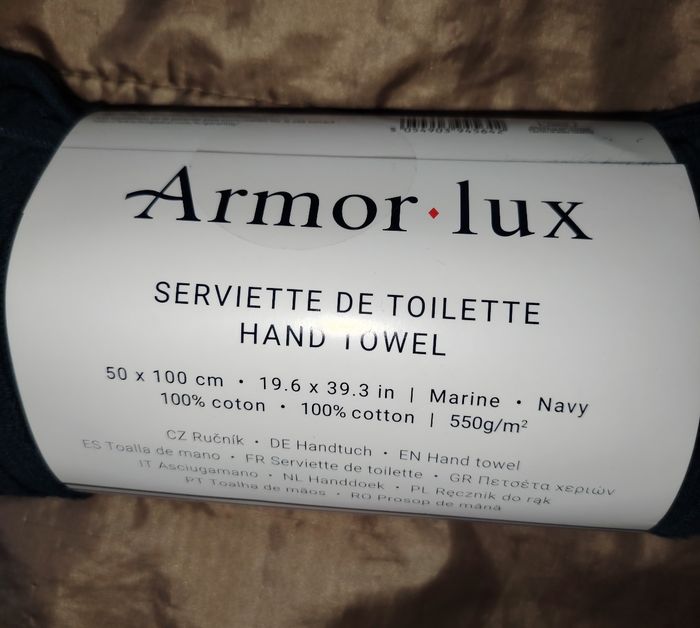 Armor·lux
SERVIETTE DE TOILETTE
HAND TOWEL
50 x 100 cm • 19.6 x 39.3 in | Marine • Navy
100% coton • 100% cotton | 550g/m²
CZ Ručník • DE Handtuch • EN Hand towel
ES Toalla de mano • FR Serviette de toilette • GR Πετσέτα χεριών
IT Asciugamano • NL Handdoek • PL Ręcznik do rąk
PT Toalha de mãos • RO Prosop de mână